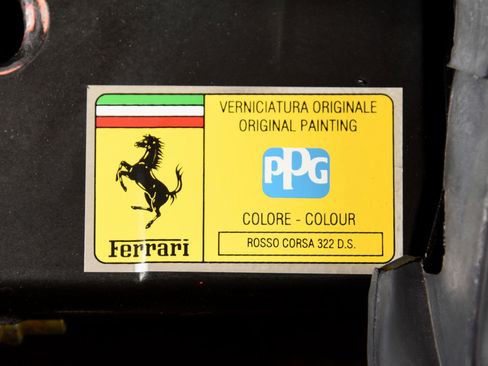 VERNICIATURA ORIGINALE
ORIGINAL PAINTING
PPG
COLORE - COLOUR
ROSSO CORSA 322 D.S.
Ferrari